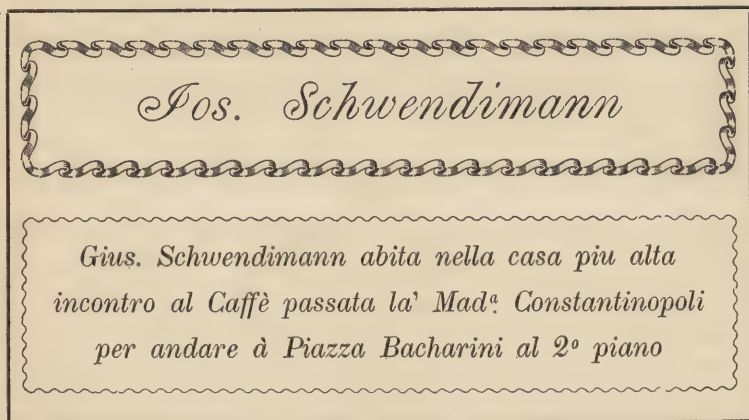 Jos. Schwendimann
Gius. Schwendimann abita nella casa piu alta
incontro al Caffè passata la' Mad.ª Constantinopoli
per andare à Piazza Bacharini al 2º piano